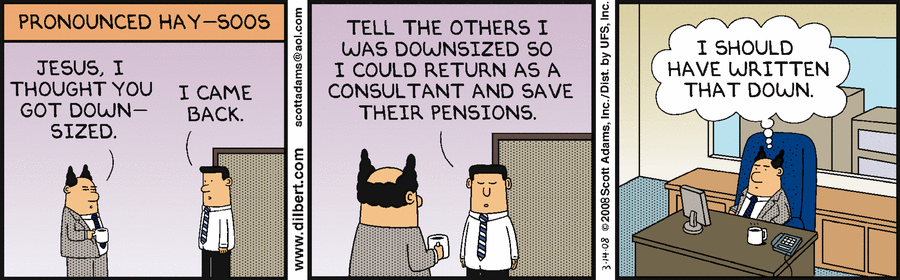 PRONOUNCED HAY-SOOS
JESUS, I
THOUGHT YOU
GOT DOWN-
SIZED.
I CAME
BACK.
www.dilbert.com scottadams@aol.com
TELL THE OTHERS I
WAS DOWNSIZED SO
I COULD RETURN AS A
CONSULTANT AND SAVE
THEIR PENSIONS.
3-14-08 © 2008 Scott Adams, Inc./Dist. by UFS, Inc.
I SHOULD
HAVE WRITTEN
THAT DOWN.